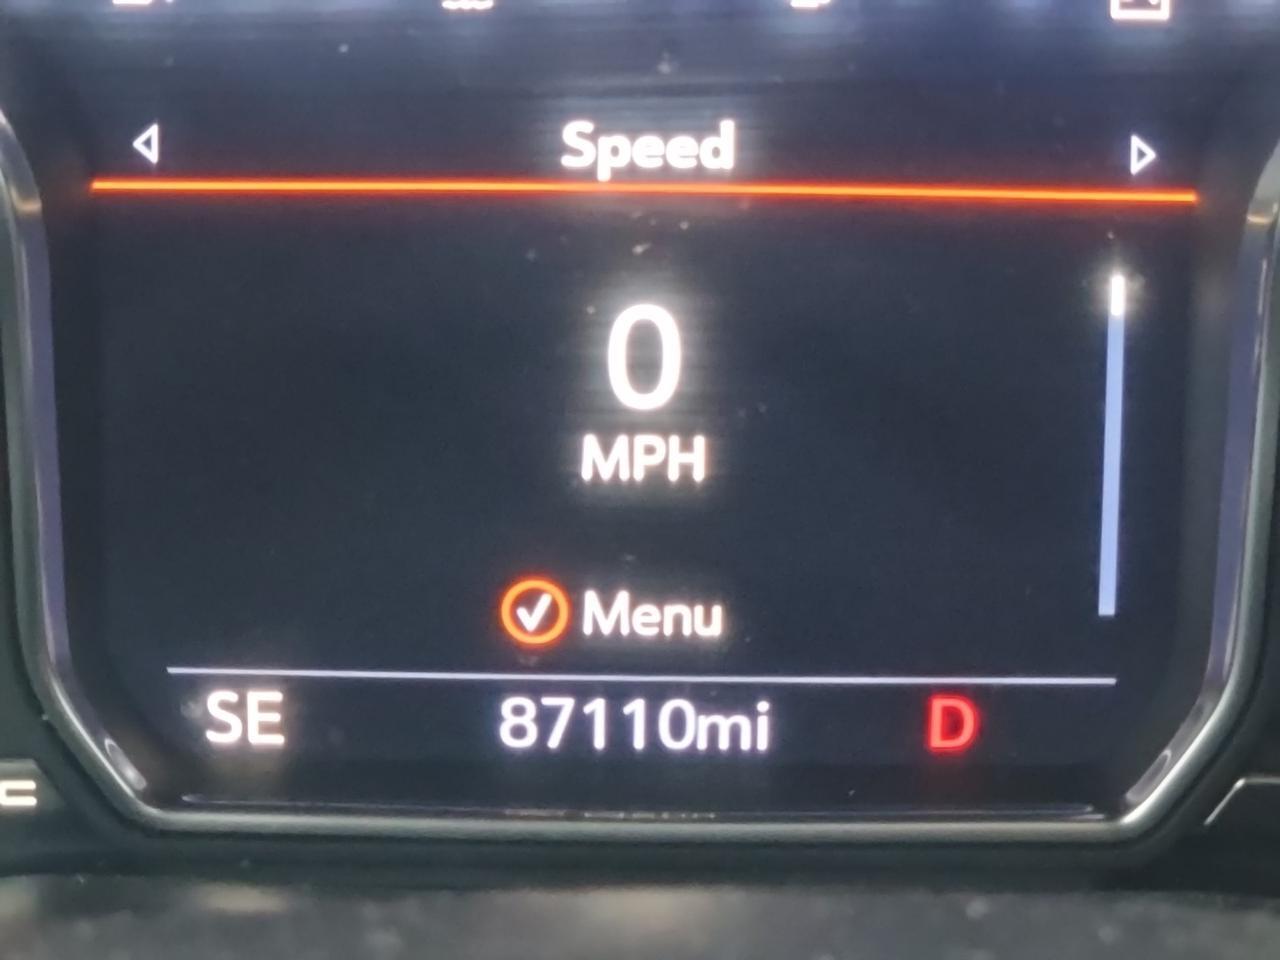 Speed
0
MPH
Menu
SE 87110mi D
C